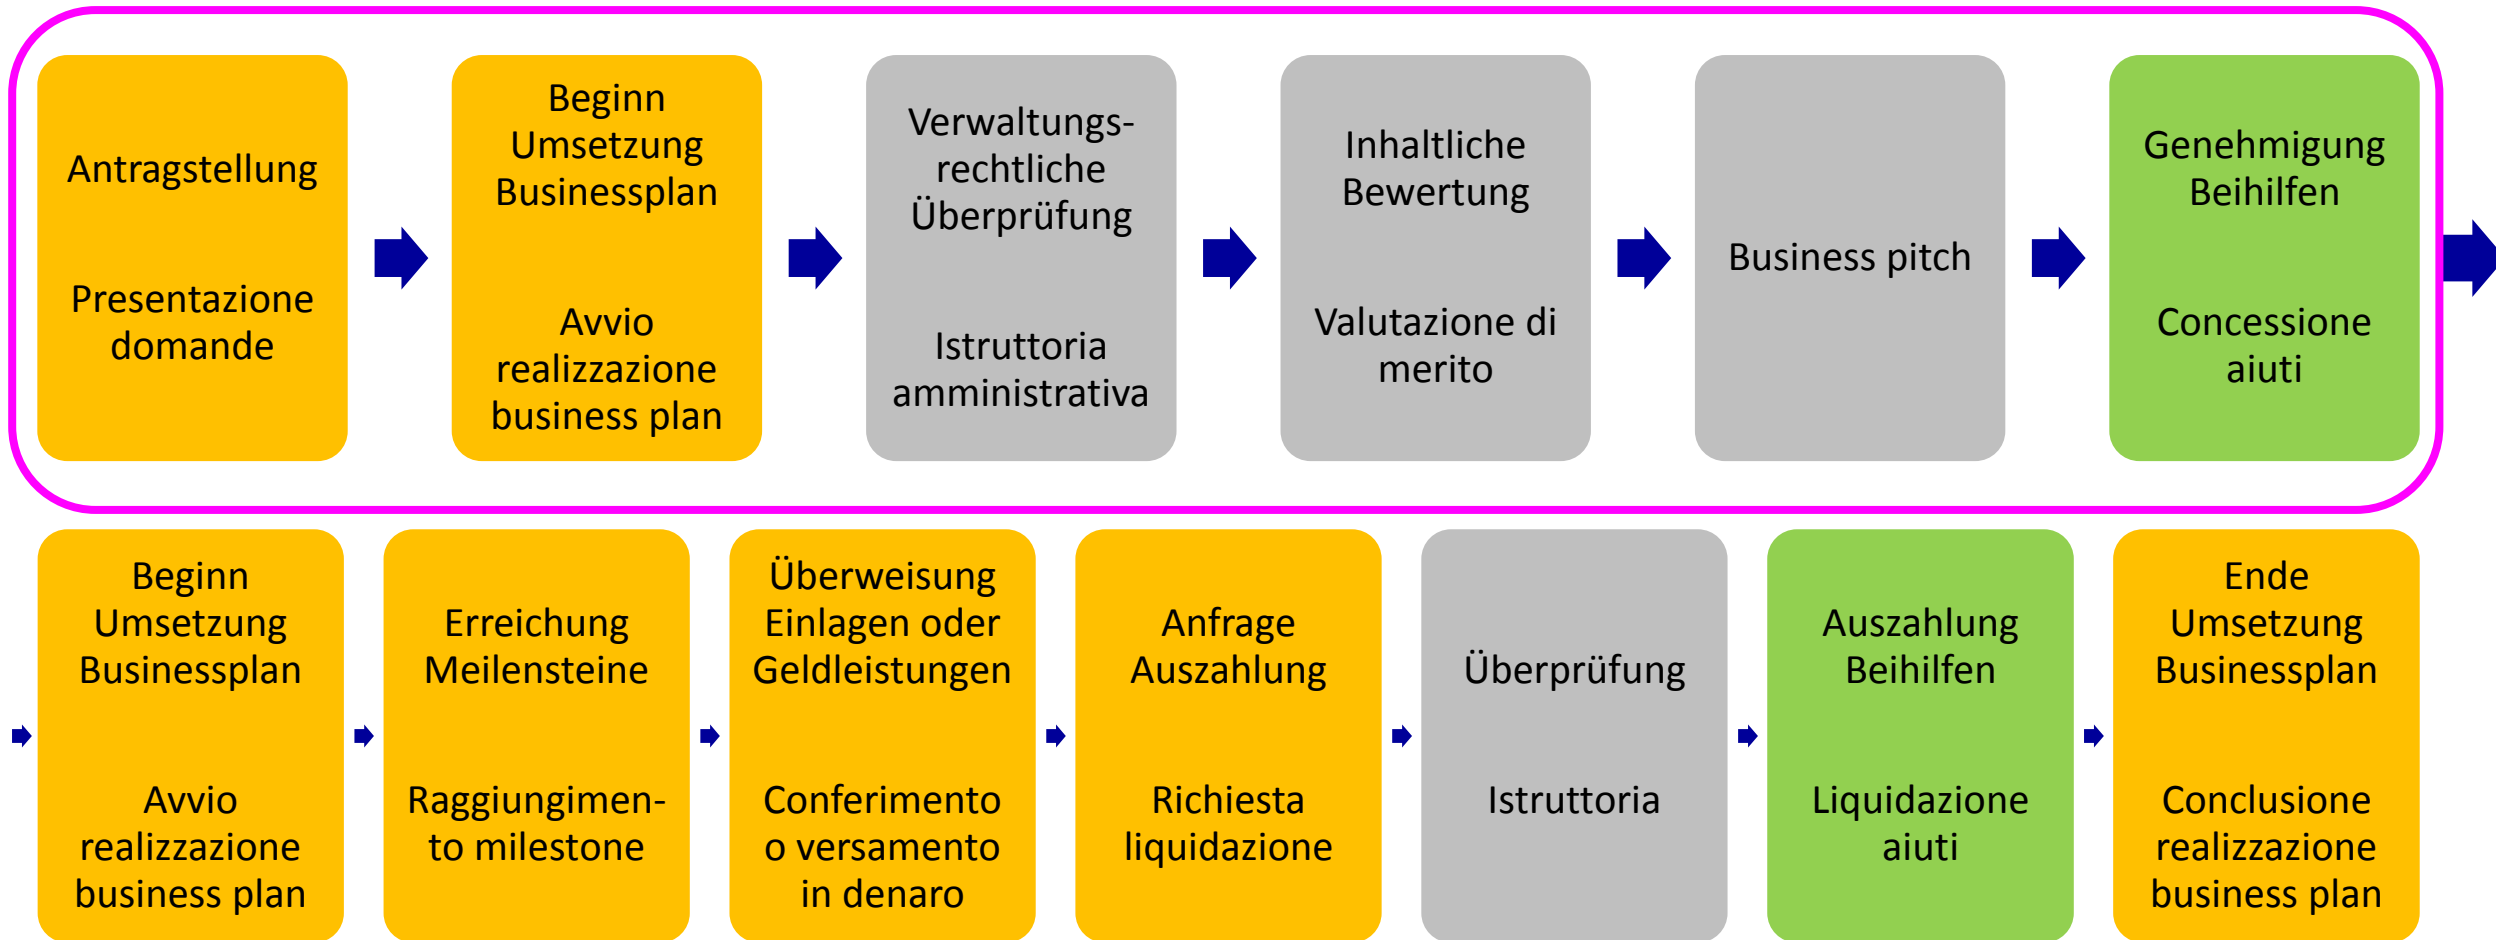 Antragstellung
Presentazione
domande
Beginn
Umsetzung
Businessplan
Avvio
realizzazione
business plan
Verwaltungs-
rechtliche
Überprüfung
Istruttoria
amministrativa
Inhaltliche
Bewertung
Valutazione di
merito
Business pitch
Genehmigung
Beihilfen
Concessione
aiuti
Beginn
Umsetzung
Businessplan
Avvio
realizzazione
business plan
Erreichung
Meilensteine
Raggiungimen-
to milestone
Überweisung
Einlagen oder
Geldleistungen
Conferimento
o versamento
in denaro
Anfrage
Auszahlung
Richiesta
liquidazione
Überprüfung
Istruttoria
Auszahlung
Beihilfen
Liquidazione
aiuti
Ende
Umsetzung
Businessplan
Conclusione
realizzazione
business plan